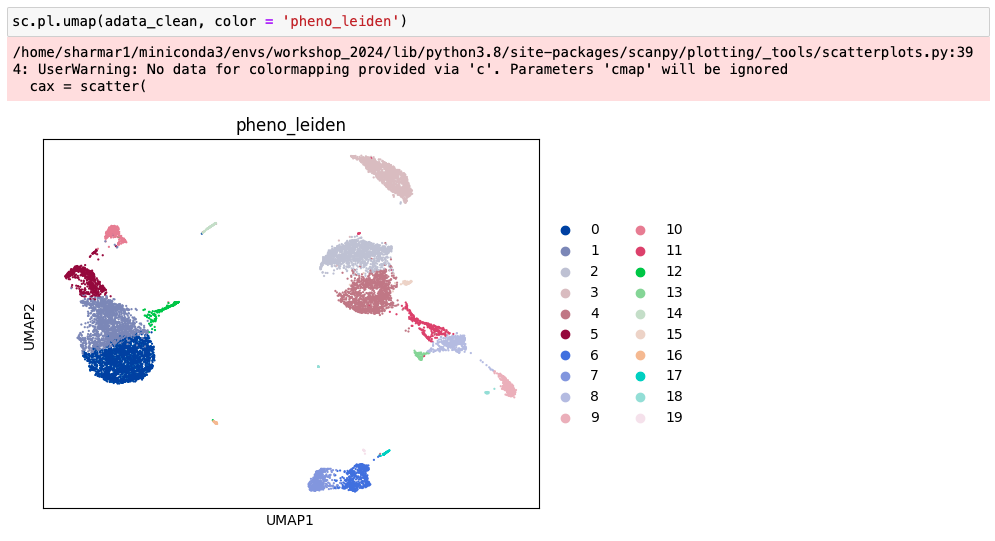 sc.pl.umap(adata_clean, color = 'pheno_leiden')
/home/sharmar1/miniconda3/envs/workshop_2024/lib/python3.8/site-packages/scanpy/plotting/_tools/scatterplots.py:39
4: UserWarning: No data for colormapping provided via 'c'. Parameters 'cmap' will be ignored
  cax = scatter(
pheno_leiden
UMAP2
UMAP1
0
1
2
3
4
5
6
7
8
9
10
11
12
13
14
15
16
17
18
19